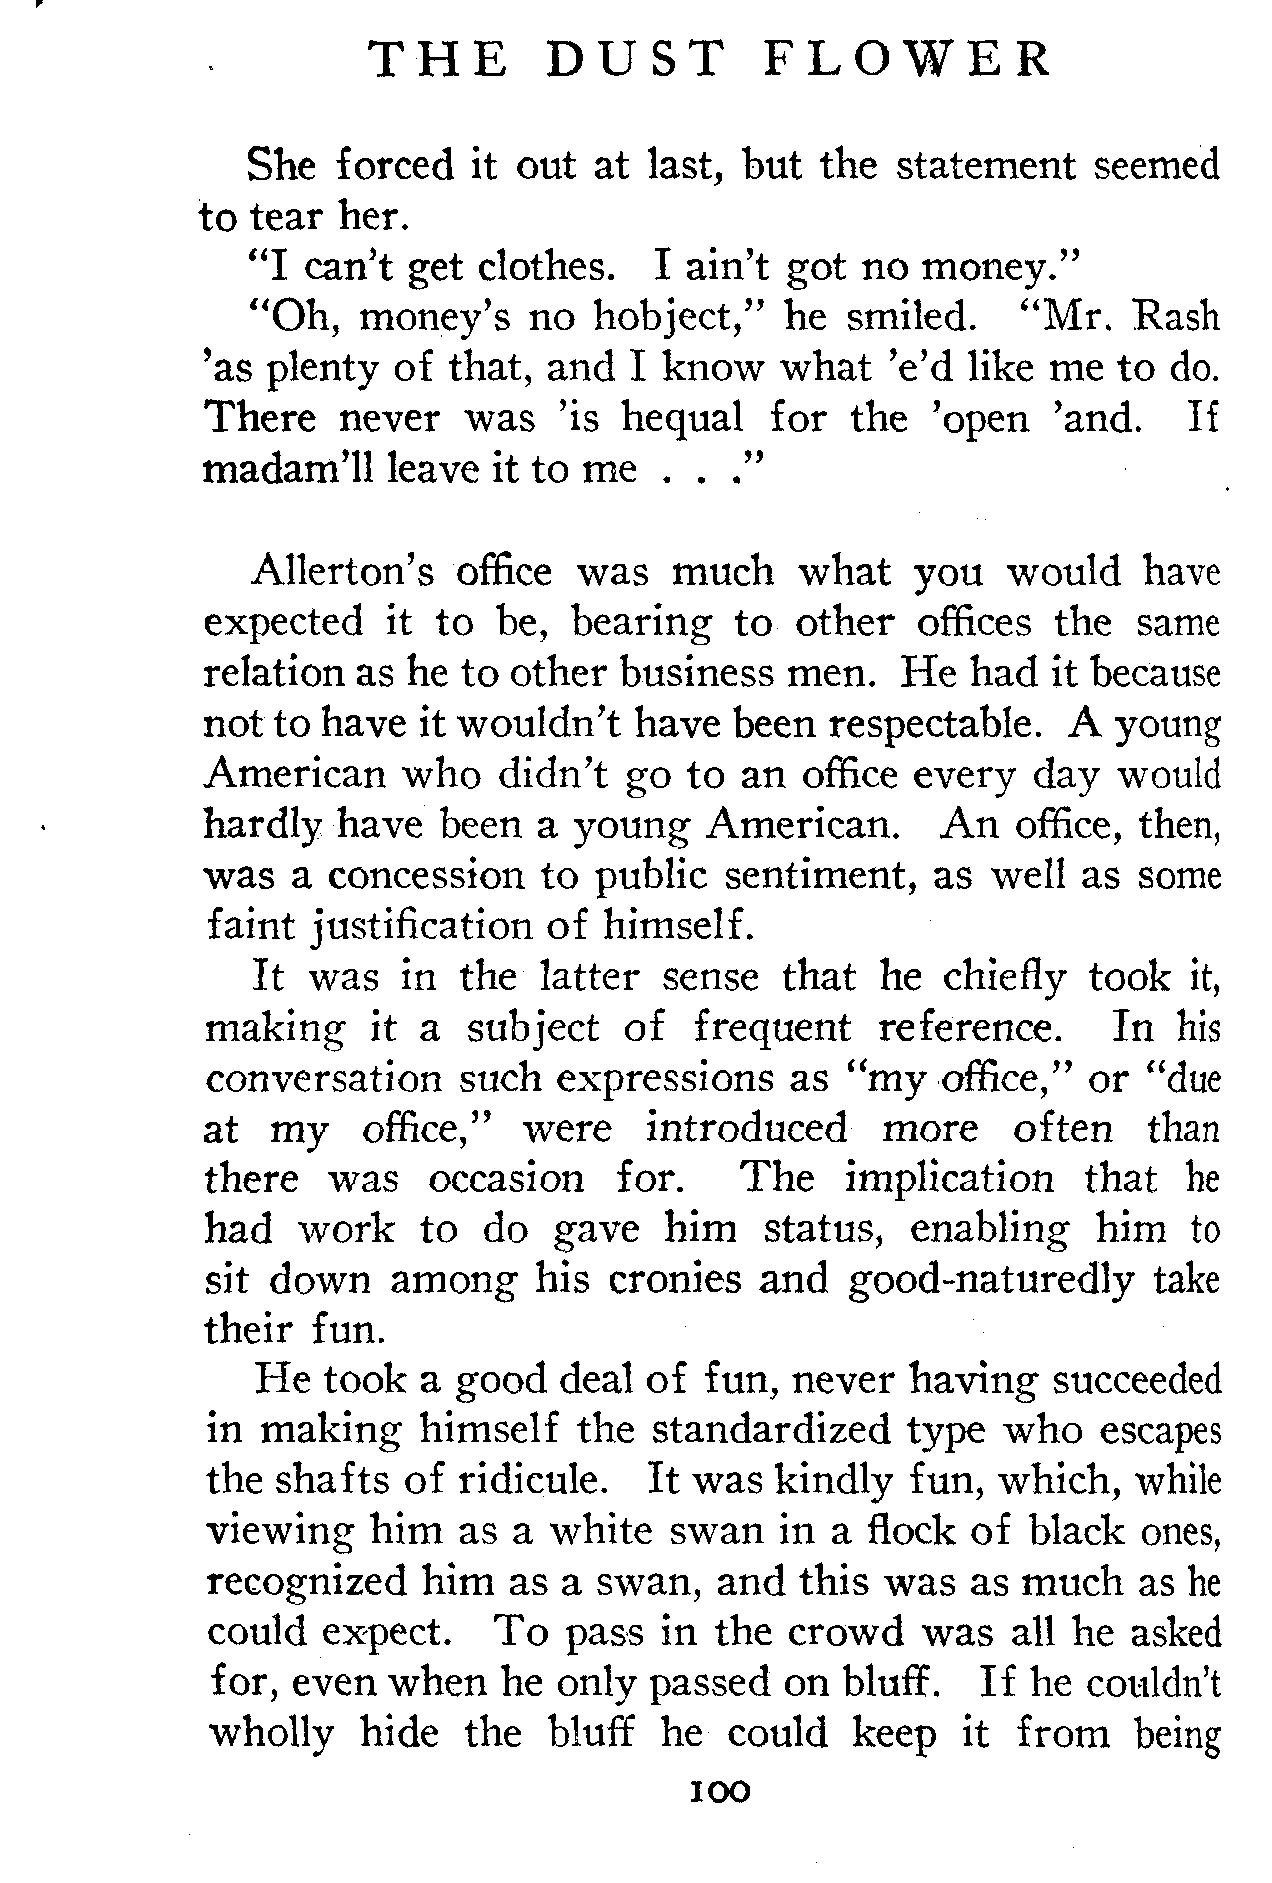 THE DUST FLOWER
She forced it out at last, but the statement seemed
to tear her.
“I can’t get clothes. I ain’t got no money.”
“Oh, money’s no hobject,” he smiled. “Mr. Rash
’as plenty of that, and I know what ’e’d like me to do.
There never was ’is hequal for the ’open ’and. If
madam’ll leave it to me . . .”
Allerton’s office was much what you would have
expected it to be, bearing to other offices the same
relation as he to other business men. He had it because
not to have it wouldn’t have been respectable. A young
American who didn’t go to an office every day would
hardly have been a young American. An office, then,
was a concession to public sentiment, as well as some
faint justification of himself.
It was in the latter sense that he chiefly took it,
making it a subject of frequent reference. In his
conversation such expressions as “my office,” or “due
at my office,” were introduced more often than
there was occasion for. The implication that he
had work to do gave him status, enabling him to
sit down among his cronies and good-naturedly take
their fun.
He took a good deal of fun, never having succeeded
in making himself the standardized type who escapes
the shafts of ridicule. It was kindly fun, which, while
viewing him as a white swan in a flock of black ones,
recognized him as a swan, and this was as much as he
could expect. To pass in the crowd was all he asked
for, even when he only passed on bluff. If he couldn’t
wholly hide the bluff he could keep it from being
100